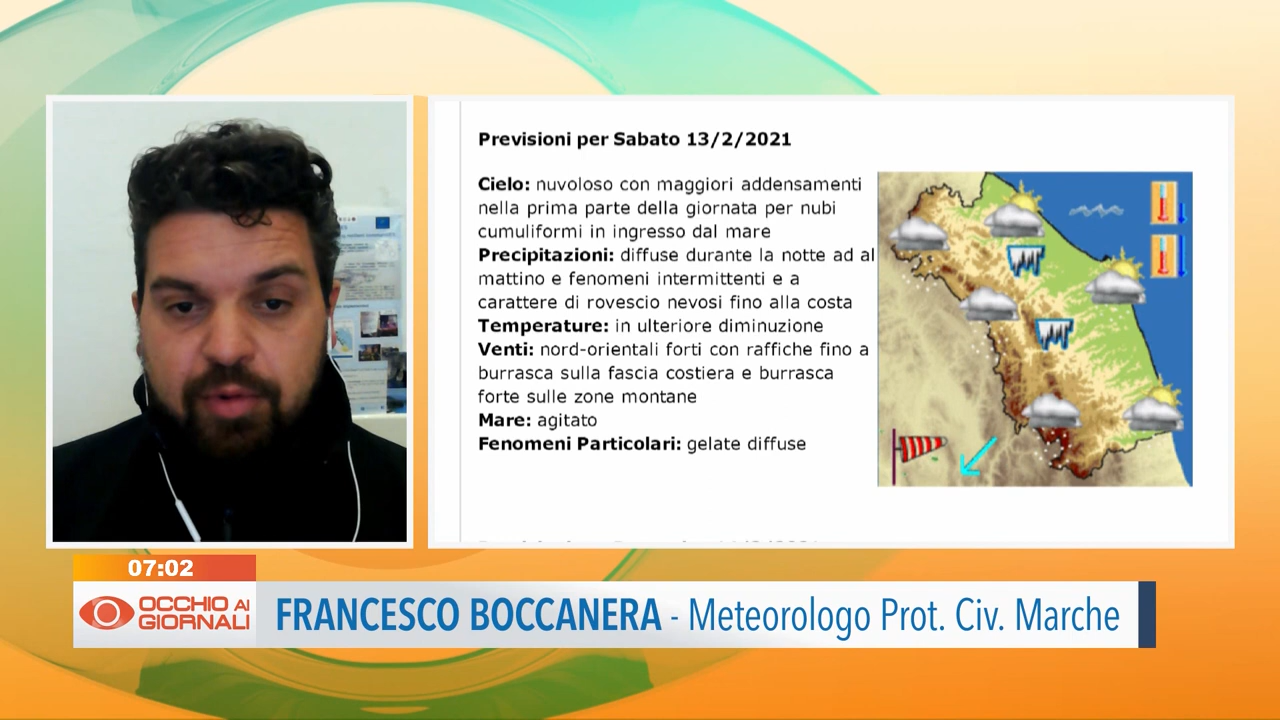 Previsioni per Sabato 13/2/2021
Cielo: nuvoloso con maggiori addensamenti
nella prima parte della giornata per nubi
cumuliformi in ingresso dal mare
Precipitazioni: diffuse durante la notte ad al
mattino e fenomeni intermittenti e a
carattere di rovescio nevosi fino alla costa
Temperature: in ulteriore diminuzione
Venti: nord-orientali forti con raffiche fino a
burrasca sulla fascia costiera e burrasca
forte sulle zone montane
Mare: agitato
Fenomeni Particolari: gelate diffuse
07:02
OCCHIO AI
GIORNALI
FRANCESCO BOCCANERA - Meteorologo Prot. Civ. Marche